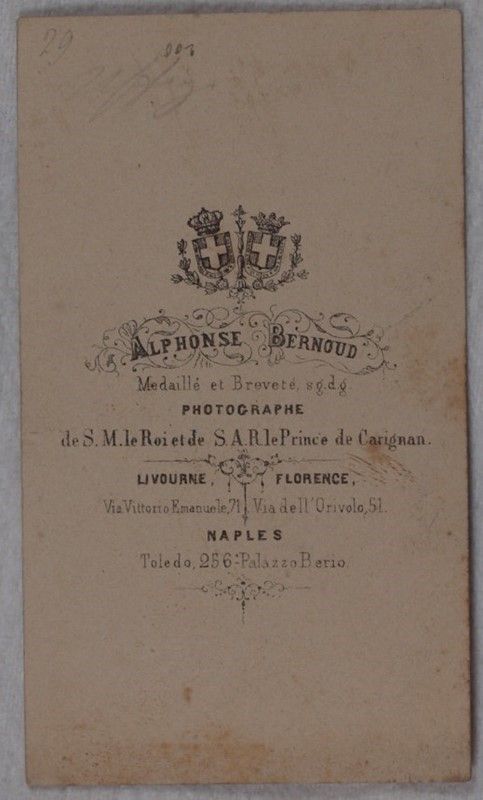 29
ALPHONSE BERNOUD
Medaillé et Breveté, s.g.d.g.
PHOTOGRAPHE
de S. M. le Roi et de S. A. R. le Prince de Carignan.
LIVOURNE, FLORENCE,
Via Vittorio Emanuele, 71. Via dell'Orivolo, 51.
NAPLES
Toledo, 256 Palazzo Berio.